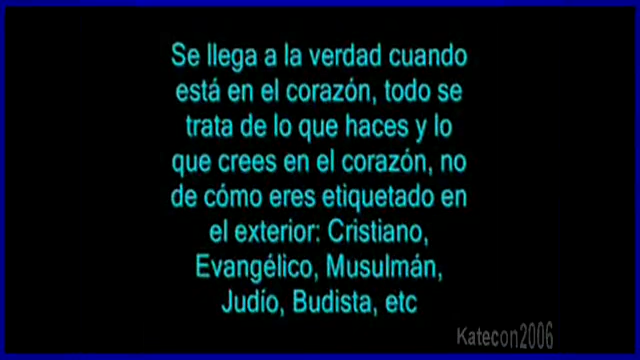 Se llega a la verdad cuando
está en el corazón, todo se
trata de lo que haces y lo
que crees en el corazón, no
de cómo eres etiquetado en
el exterior: Cristiano,
Evangélico, Musulmán,
Judío, Budista, etc
Katecon2006